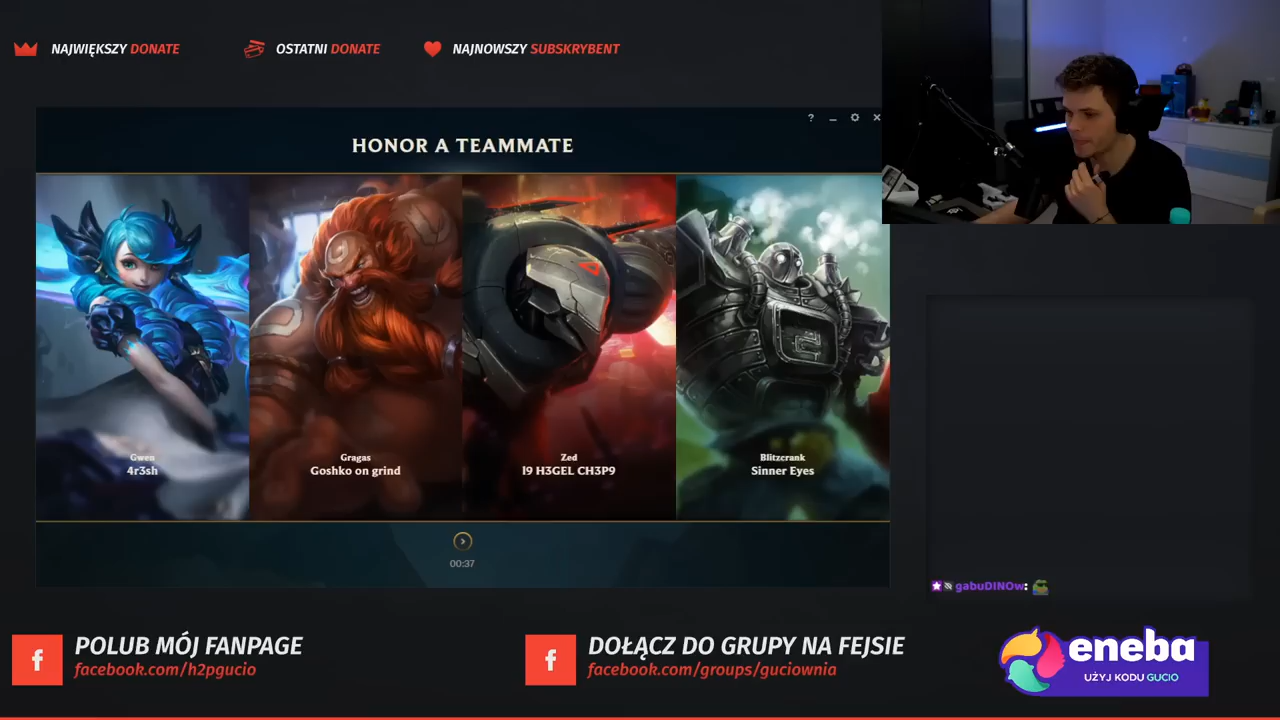 NAJWIĘKSZY DONATE
OSTATNI DONATE
NAJNOWSZY SUBSKRYBENT
HONOR A TEAMMATE
Gwen
4r3sh
Gragas
Goshko on grind
Zed
l9 H3GEL CH3P9
Blitzcrank
Sinner Eyes
00:37
gabuDINOw:
POLUB MÓJ FANPAGE
facebook.com/h2pgucio
DOŁĄCZ DO GRUPY NA FEJSIE
facebook.com/groups/guciownia
eneba
UŻYJ KODU GUCIO